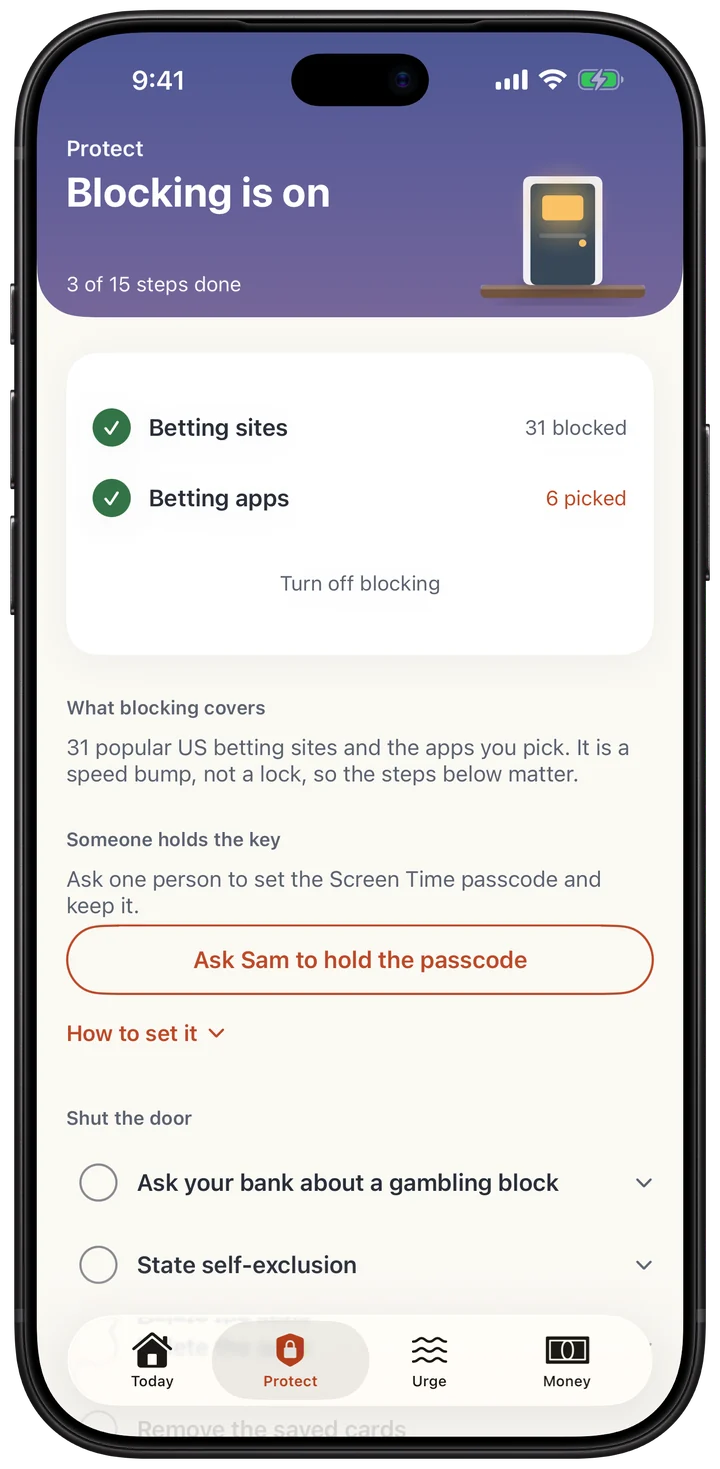 9:41
Protect
Blocking is on
3 of 15 steps done
Betting sites
31 blocked
Betting apps
6 picked
Turn off blocking
What blocking covers
31 popular US betting sites and the apps you pick. It is a
speed bump, not a lock, so the steps below matter.
Someone holds the key
Ask one person to set the Screen Time passcode and
keep it.
Ask Sam to hold the passcode
How to set it
Shut the door
Ask your bank about a gambling block
State self-exclusion
Today
Protect
Urge
Money
Remove the saved cards